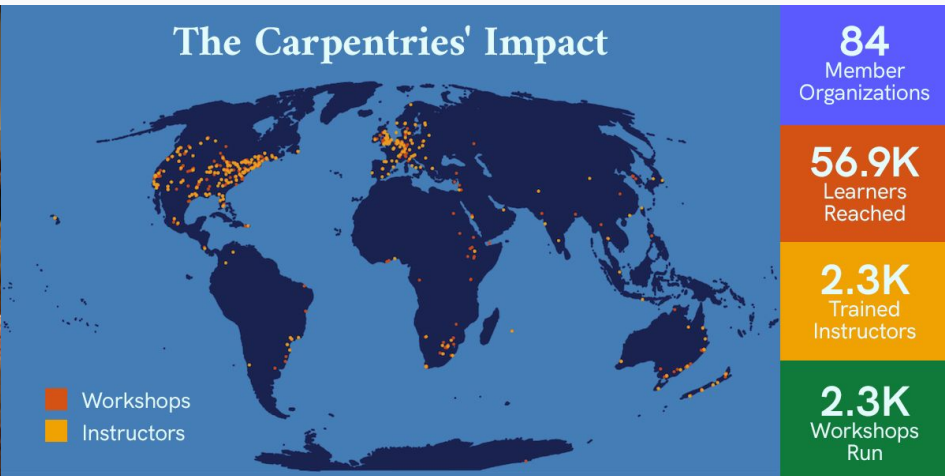 The Carpentries' Impact
Workshops
Instructors
84
Member
Organizations
56.9K
Learners
Reached
2.3K
Trained
Instructors
2.3K
Workshops
Run